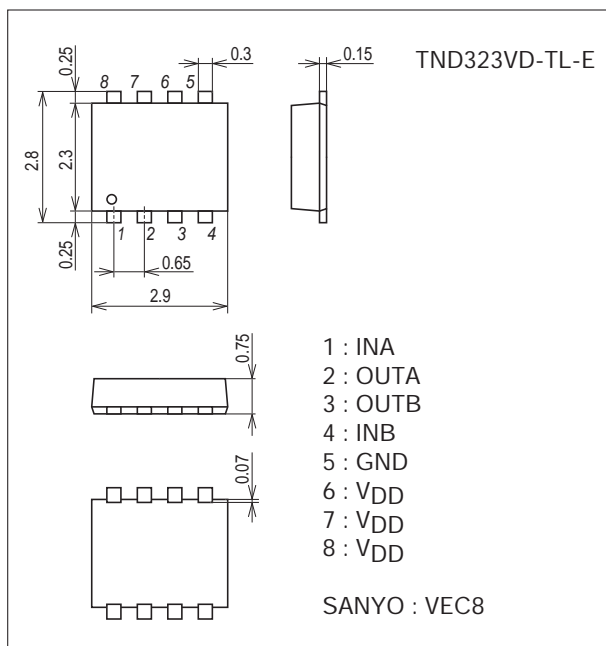 TND323VD-TL-E
0.25
8 7 6 5
0.3
0.15
2.8
2.3
0.25
1 2 3 4
0.65
2.9
0.75
0.07
1 : INA
2 : OUTA
3 : OUTB
4 : INB
5 : GND
6 : VDD
7 : VDD
8 : VDD
SANYO : VEC8